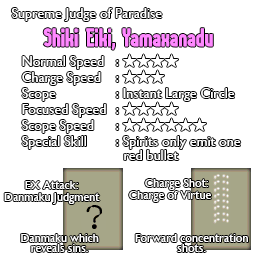 Supreme Judge of Paradise
Shiki Eiki, Yamaxanadu
Normal Speed : ☆☆☆☆☆
Charge Speed : ☆☆☆
Scope : Instant Large Circle
Focused Speed : ☆☆☆☆☆
Scope Speed : ☆☆☆☆☆☆☆
Special Skill : Spirits only emit one
red bullet
EX Attack:
Danmaku Judgment
?
Danmaku which
reveals sins.
Charge Shot:
Charge of Virtue
Forward concentration
shots.